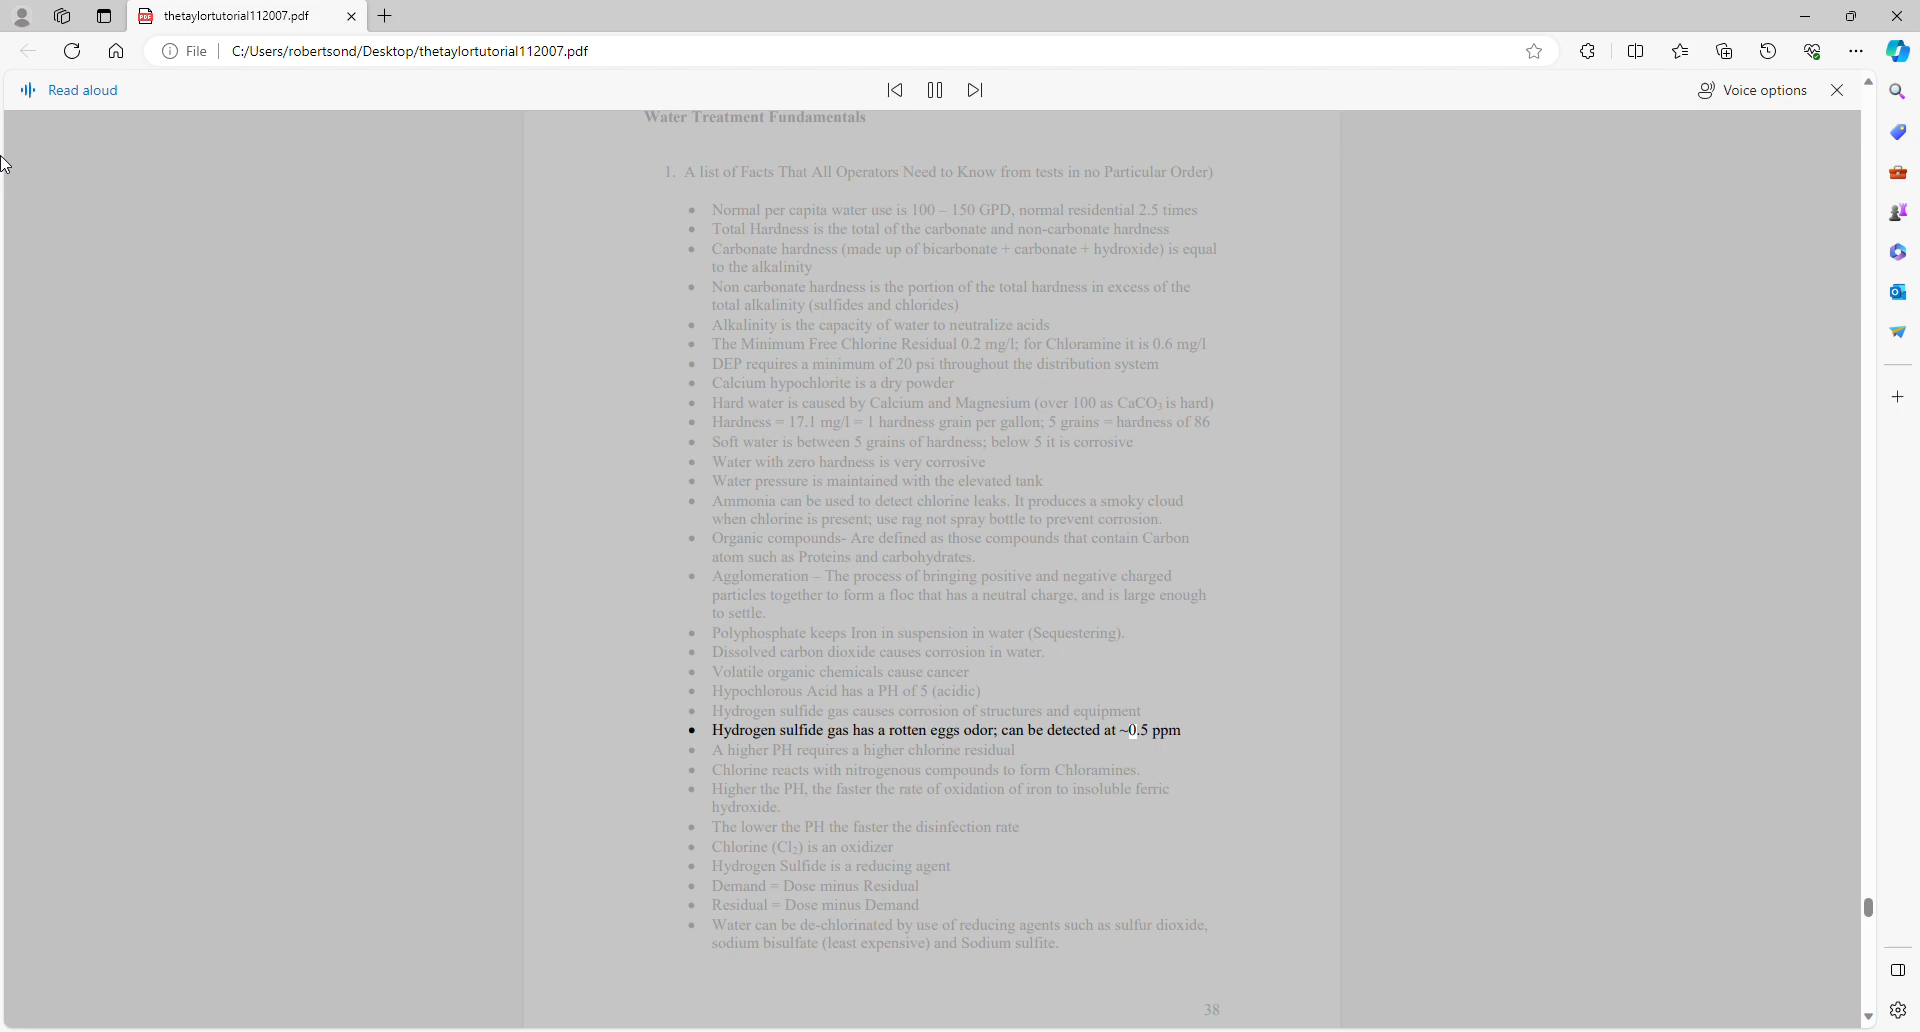 thetaylortutorial112007.pdf
File
C:/Users/robertsond/Desktop/thetaylortutorial112007.pdf
Read aloud
Voice options
Water Treatment Fundamentals
1. A list of Facts That All Operators Need to Know from tests in no Particular Order)
• Normal per capita water use is 100 – 150 GPD, normal residential 2.5 times
• Total Hardness is the total of the carbonate and non-carbonate hardness
• Carbonate hardness (made up of bicarbonate + carbonate + hydroxide) is equal
to the alkalinity
• Non carbonate hardness is the portion of the total hardness in excess of the
total alkalinity (sulfides and chlorides)
• Alkalinity is the capacity of water to neutralize acids
• The Minimum Free Chlorine Residual 0.2 mg/l; for Chloramine it is 0.6 mg/l
• DEP requires a minimum of 20 psi throughout the distribution system
• Calcium hypochlorite is a dry powder
• Hard water is caused by Calcium and Magnesium (over 100 as CaCO₃ is hard)
• Hardness = 17.1 mg/l = 1 hardness grain per gallon; 5 grains = hardness of 86
• Soft water is between 5 grains of hardness; below 5 it is corrosive
• Water with zero hardness is very corrosive
• Water pressure is maintained with the elevated tank
• Ammonia can be used to detect chlorine leaks. It produces a smoky cloud
when chlorine is present; use rag not spray bottle to prevent corrosion.
• Organic compounds- Are defined as those compounds that contain Carbon
atom such as Proteins and carbohydrates.
• Agglomeration – The process of bringing positive and negative charged
particles together to form a floc that has a neutral charge, and is large enough
to settle.
• Polyphosphate keeps Iron in suspension in water (Sequestering).
• Dissolved carbon dioxide causes corrosion in water.
• Volatile organic chemicals cause cancer
• Hypochlorous Acid has a PH of 5 (acidic)
• Hydrogen sulfide gas causes corrosion of structures and equipment
• Hydrogen sulfide gas has a rotten eggs odor; can be detected at ~0.5 ppm
• A higher PH requires a higher chlorine residual
• Chlorine reacts with nitrogenous compounds to form Chloramines.
• Higher the PH, the faster the rate of oxidation of iron to insoluble ferric
hydroxide.
• The lower the PH the faster the disinfection rate
• Chlorine (Cl₂) is an oxidizer
• Hydrogen Sulfide is a reducing agent
• Demand = Dose minus Residual
• Residual = Dose minus Demand
• Water can be de-chlorinated by use of reducing agents such as sulfur dioxide,
sodium bisulfate (least expensive) and Sodium sulfite.
38